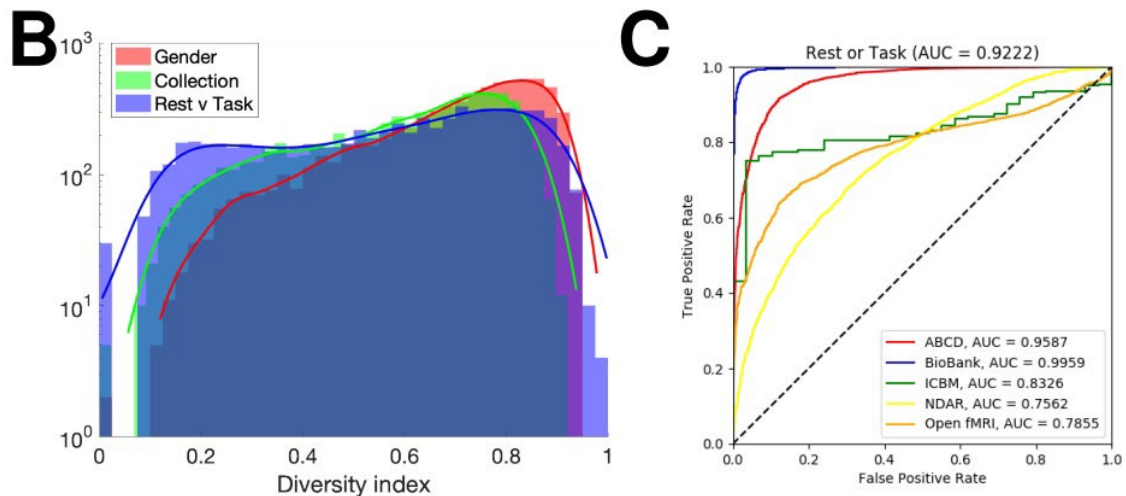 B
10³
10²
10¹
10⁰
Gender
Collection
Rest v Task
0
0.2
0.4
0.6
0.8
1
Diversity index
C
Rest or Task (AUC = 0.9222)
True Positive Rate
1.0
0.8
0.6
0.4
0.2
0.0
ABCD, AUC = 0.9587
BioBank, AUC = 0.9959
ICBM, AUC = 0.8326
NDAR, AUC = 0.7562
Open fMRI, AUC = 0.7855
0.0
0.2
0.4
0.6
0.8
1.0
False Positive Rate